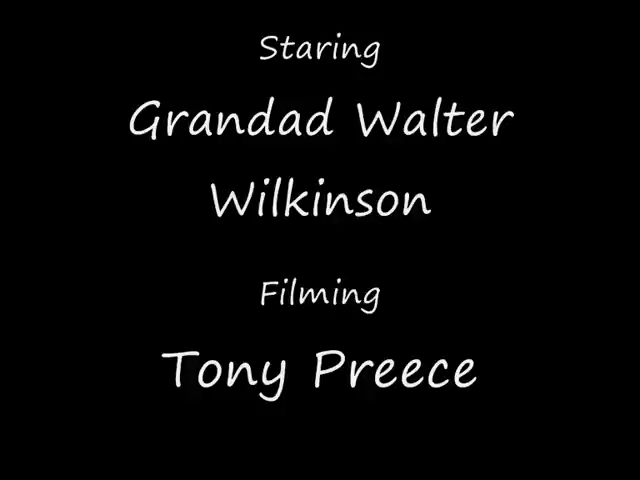 Staring
Grandad Walter
Wilkinson
Filming
Tony Preece